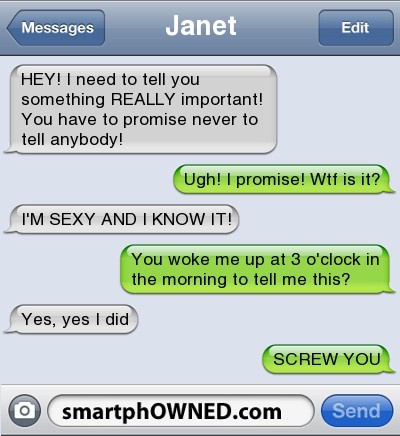 Messages
Janet
Edit
HEY! I need to tell you
something REALLY important!
You have to promise never to
tell anybody!
Ugh! I promise! Wtf is it?
I'M SEXY AND I KNOW IT!
You woke me up at 3 o'clock in
the morning to tell me this?
Yes, yes I did
SCREW YOU
smartphOWNED.com
Send